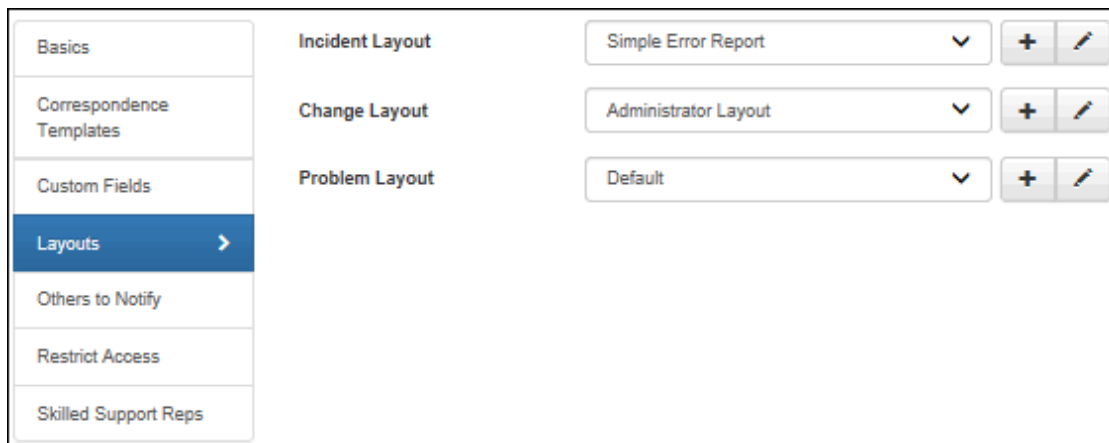 Basics
Correspondence
Templates
Custom Fields
Layouts
Others to Notify
Restrict Access
Skilled Support Reps
Incident Layout Simple Error Report
Change Layout Administrator Layout
Problem Layout Default